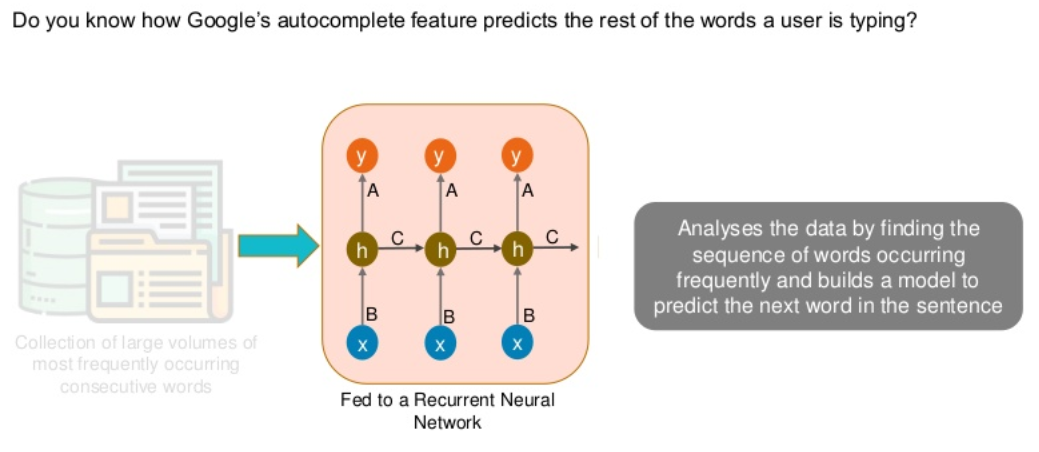 Do you know how Google's autocomplete feature predicts the rest of the words a user is typing?
y y y
A A A
h C h C h C
B B B
x x x
Collection of large volumes of
most frequently occurring
consecutive words
Fed to a Recurrent Neural
Network
Analyses the data by finding the
sequence of words occurring
frequently and builds a model to
predict the next word in the sentence